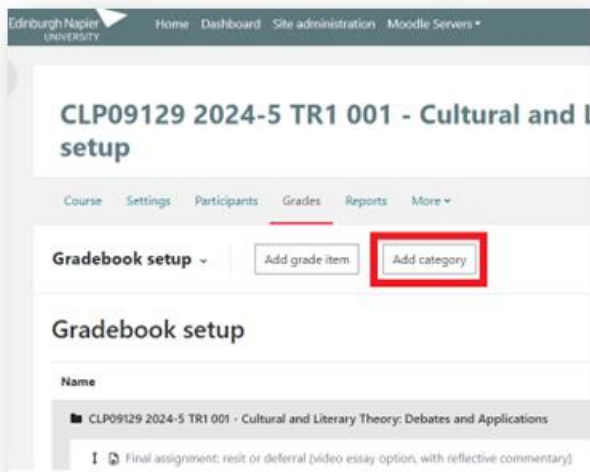 Edinburgh Napier
UNIVERSITY
Home Dashboard Site administration Moodle Servers
CLP09129 2024-5 TR1 001 - Cultural and L
setup
Course Settings Participants Grades Reports More
Gradebook setup Add grade item Add category
Gradebook setup
Name
CLP09129 2024-5 TR1 001 - Cultural and Literary Theory: Debates and Applications
Final assignment: resit or deferral (video essay option, with reflective commentary)